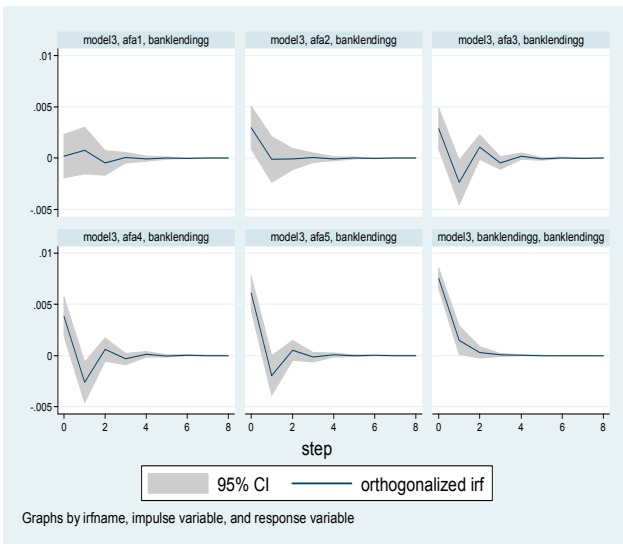 model3, afa1, banklendingg
model3, afa2, banklendingg
model3, afa3, banklendingg
.01
.005
0
-.005
model3, afa4, banklendingg
model3, afa5, banklendingg
model3, banklendingg, banklendingg
.01
.005
0
-.005
0 2 4 6 8
0 2 4 6 8
0 2 4 6 8
step
95% CI
orthogonalized irf
Graphs by irfname, impulse variable, and response variable